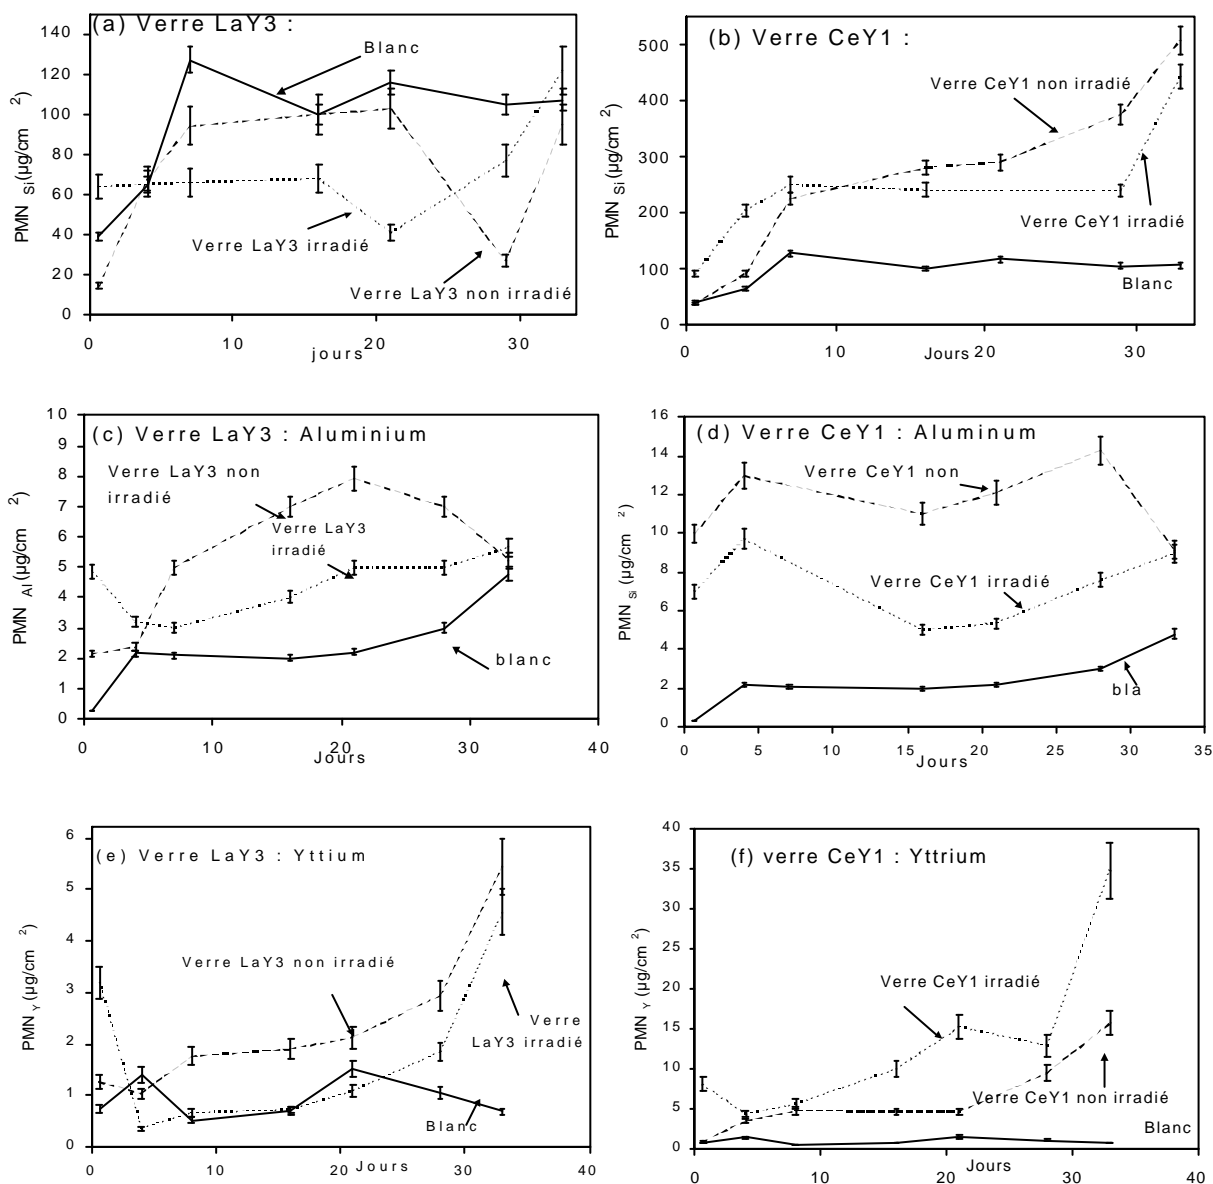 (a) Verre LaY3 :
140
120
100
80
60
40
20
0
PMN Si (µg/cm 2)
Blanc
Verre LaY3 irradié
Verre LaY3 non irradié
0 10 20 30
jours
(b) Verre CeY1 :
500
400
300
200
100
0
PMN Si (µg/cm 2)
Verre CeY1 non irradié
Verre CeY1 irradié
Blanc
0 10 20 30
Jours
(c) Verre LaY3 : Aluminium
10
9
8
7
6
5
4
3
2
1
0
PMN Al (µg/cm 2)
Verre LaY3 non
irradié
Verre LaY3
irradié
blanc
0 10 20 30 40
Jours
(d) Verre CeY1 : Aluminum
16
14
12
10
8
6
4
2
0
PMN Si (µg/cm 2)
Verre CeY1 non
Verre CeY1 irradié
bla
0 5 10 15 20 25 30 35
Jours
(e) Verre LaY3 : Yttium
6
5
4
3
2
1
0
PMN Y (µg/cm 2)
Verre LaY3 non irradié
Verre
LaY3 irradié
Blanc
0 10 20 30 40
Jours
(f) verre CeY1 : Yttrium
40
35
30
25
20
15
10
5
0
PMN Y (µg/cm 2)
Verre CeY1 irradié
Verre CeY1 non irradié
Blanc
0 10 20 30 40
Jours